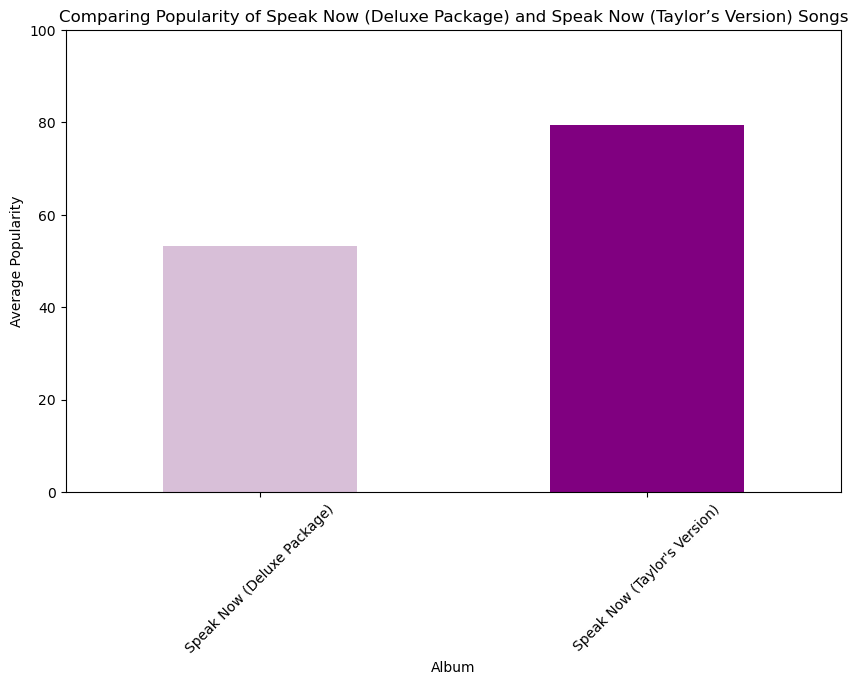 Comparing Popularity of Speak Now (Deluxe Package) and Speak Now (Taylor’s Version) Songs
100
80
60
40
20
0
Average Popularity
Speak Now (Deluxe Package)
Speak Now (Taylor's Version)
Album